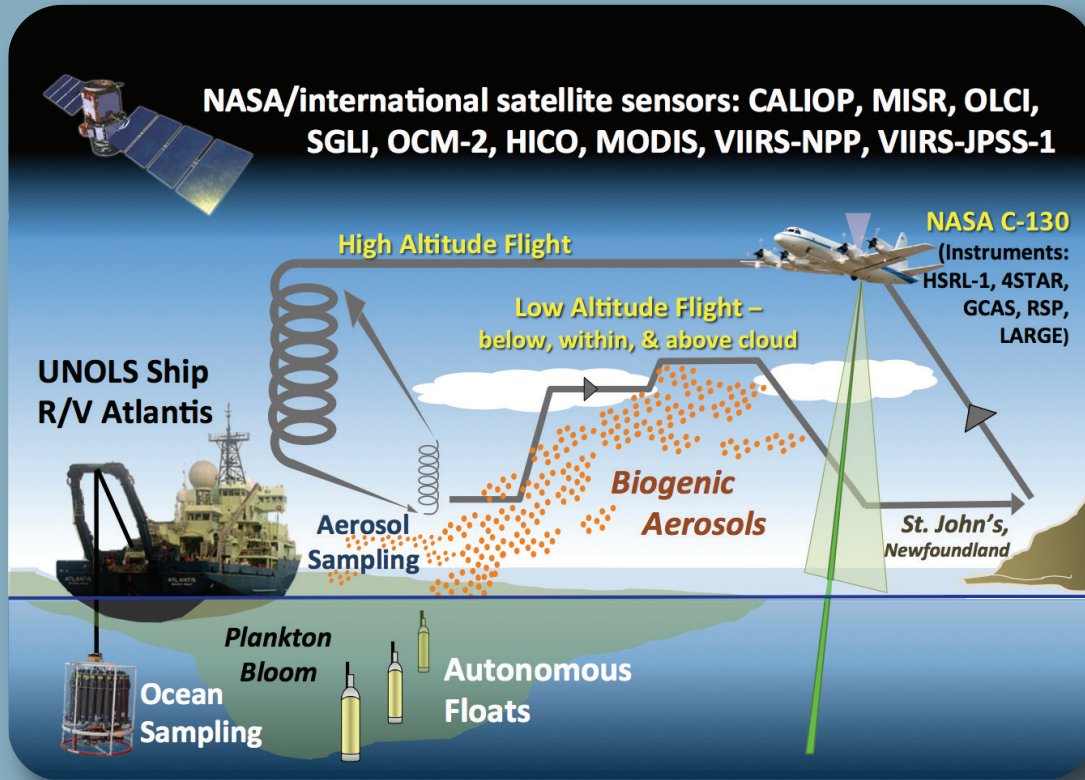 NASA/international satellite sensors: CALIOP, MISR, OLCI,
SGLI, OCM-2, HICO, MODIS, VIIRS-NPP, VIIRS-JPSS-1
High Altitude Flight
NASA C-130
(Instruments:
HSRL-1, 4STAR,
GCAS, RSP,
LARGE)
Low Altitude Flight –
below, within, & above cloud
UNOLS Ship
R/V Atlantis
Biogenic
Aerosols
Aerosol
Sampling
St. John's,
Newfoundland
ATLANTIS
ATLANTIS
Plankton
Bloom
Autonomous
Floats
Ocean
Sampling